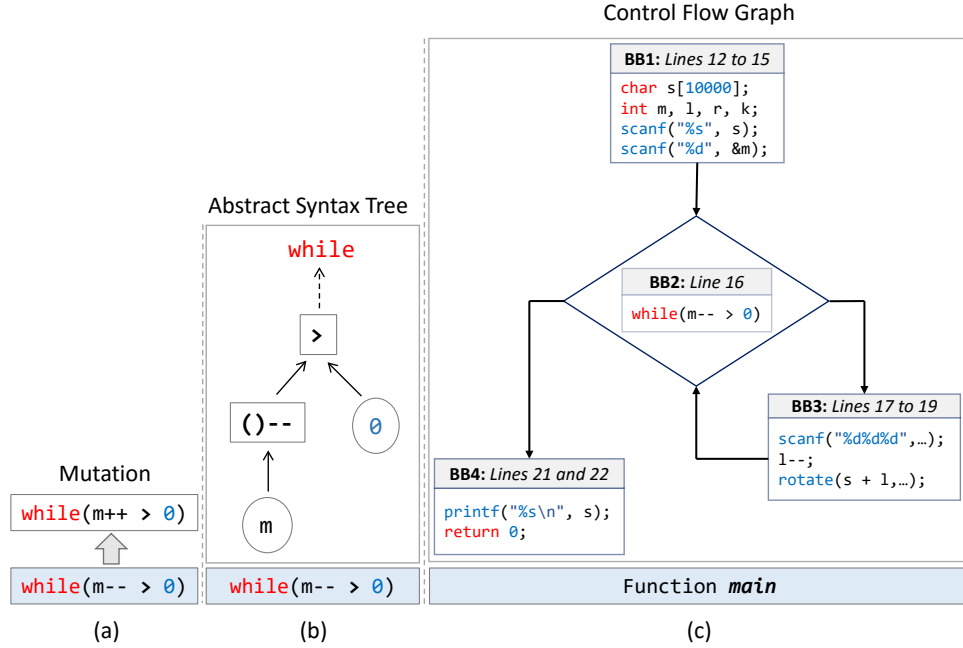 Mutation
while(m++ > 0)
while(m-- > 0)
(a)
Abstract Syntax Tree
while
>
()--
0
m
while(m-- > 0)
(b)
Control Flow Graph
BB1: Lines 12 to 15
char s[10000];
int m, l, r, k;
scanf("%s", s);
scanf("%d", &m);
BB2: Line 16
while(m-- > 0)
BB3: Lines 17 to 19
scanf("%d%d%d",…);
l--;
rotate(s + l,…);
BB4: Lines 21 and 22
printf("%s\n", s);
return 0;
Function main
(c)